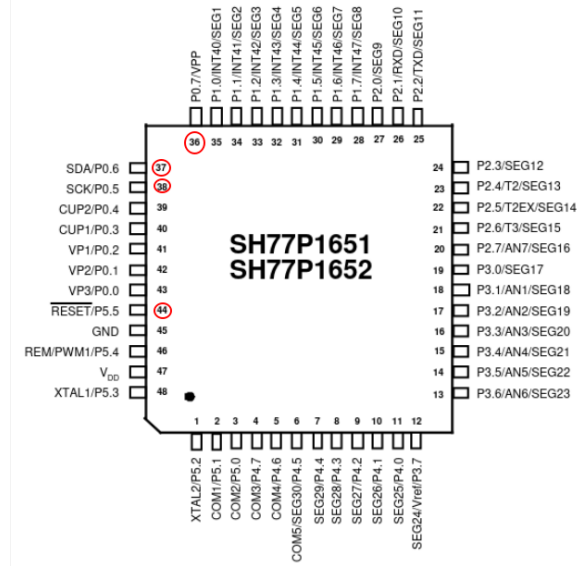 P0.7/VPP
P1.0/INT40/SEG1
P1.1/INT41/SEG2
P1.2/INT42/SEG3
P1.3/INT43/SEG4
P1.4/INT44/SEG5
P1.5/INT45/SEG6
P1.6/INT46/SEG7
P1.7/INT47/SEG8
P2.0/SEG9
P2.1/RXD/SEG10
P2.2/TXD/SEG11
36 35 34 33 32 31 30 29 28 27 26 25
SDA/P0.6 37
SCK/P0.5 38
CUP2/P0.4 39
CUP1/P0.3 40
VP1/P0.2 41
VP2/P0.1 42
VP3/P0.0 43
RESET/P5.5 44
GND 45
REM/PWM1/P5.4 46
VDD 47
XTAL1/P5.3 48
SH77P1651
SH77P1652
24 P2.3/SEG12
23 P2.4/T2/SEG13
22 P2.5/T2EX/SEG14
21 P2.6/T3/SEG15
20 P2.7/AN7/SEG16
19 P3.0/SEG17
18 P3.1/AN1/SEG18
17 P3.2/AN2/SEG19
16 P3.3/AN3/SEG20
15 P3.4/AN4/SEG21
14 P3.5/AN5/SEG22
13 P3.6/AN6/SEG23
1 2 3 4 5 6 7 8 9 10 11 12
XTAL2/P5.2
COM1/P5.1
COM2/P5.0
COM3/P4.7
COM4/P4.6
COM5/SEG30/P4.5
SEG29/P4.4
SEG28/P4.3
SEG27/P4.2
SEG26/P4.1
SEG25/P4.0
SEG24/Vref/P3.7